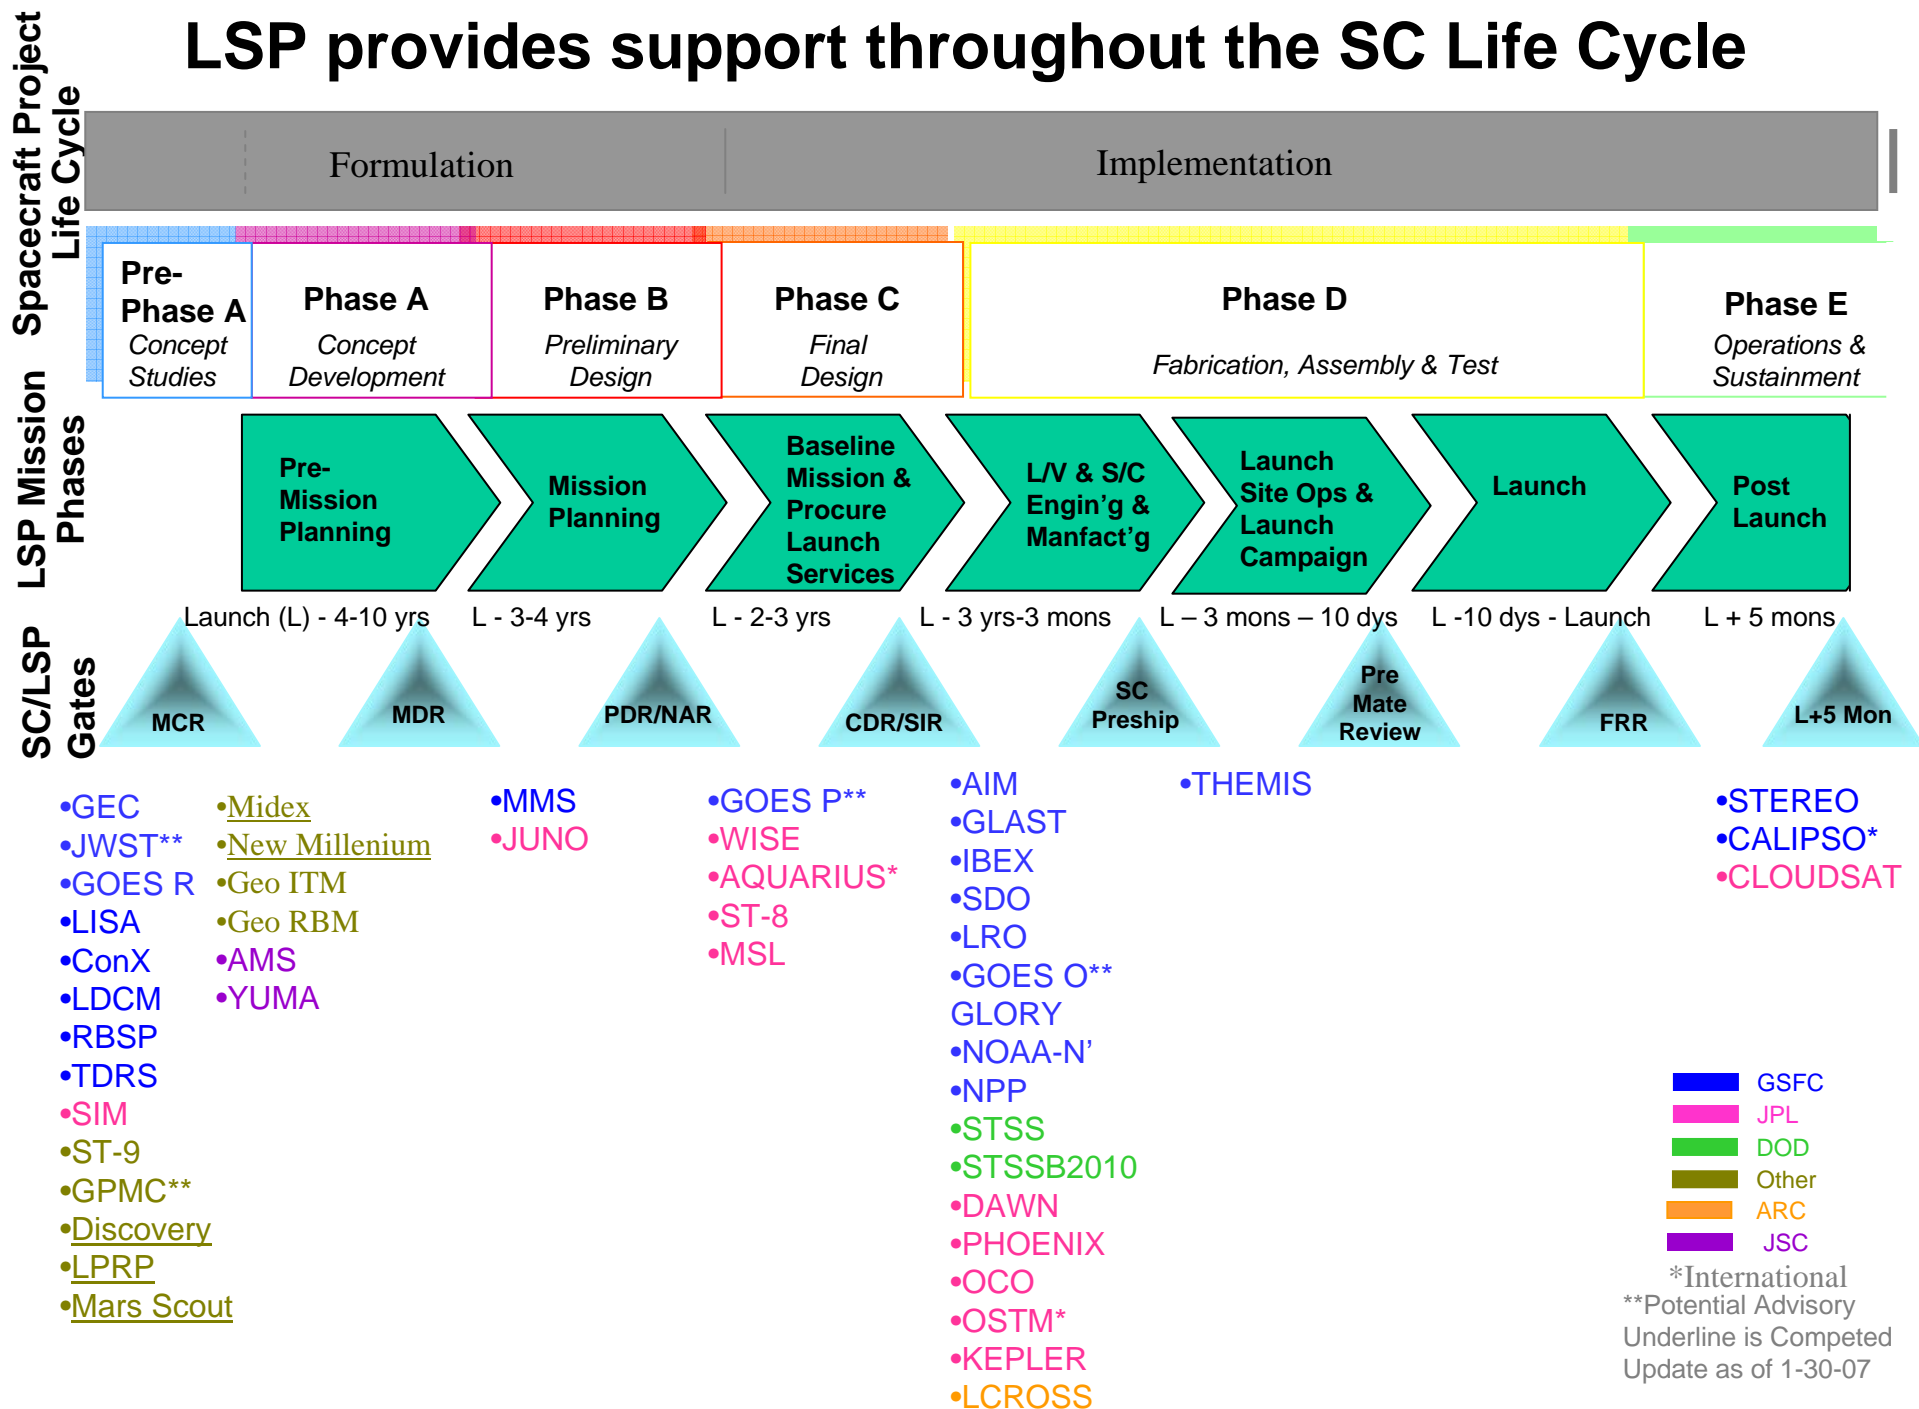 LSP provides support throughout the SC Life Cycle
Spacecraft Project
Life Cycle
Formulation
Implementation
Pre-
Phase A
Concept
Studies
Phase A
Concept
Development
Phase B
Preliminary
Design
Phase C
Final
Design
Phase D
Fabrication, Assembly & Test
Phase E
Operations &
Sustainment
LSP Mission
Phases
Pre-
Mission
Planning
Mission
Planning
Baseline
Mission &
Procure
Launch
Services
L/V & S/C
Engin’g &
Manfact’g
Launch
Site Ops &
Launch
Campaign
Launch
Post
Launch
Launch (L) - 4-10 yrs
L - 3-4 yrs
L - 2-3 yrs
L - 3 yrs-3 mons
L – 3 mons – 10 dys
L -10 dys - Launch
L + 5 mons
SC/LSP
Gates
MCR
MDR
PDR/NAR
CDR/SIR
SC
Preship
Pre
Mate
Review
FRR
L+5 Mon
•GEC
•JWST**
•GOES R
•LISA
•ConX
•LDCM
•RBSP
•TDRS
•SIM
•ST-9
•GPMC**
•Discovery
•LPRP
•Mars Scout
•Midex
•New Millenium
•Geo ITM
•Geo RBM
•AMS
•YUMA
•MMS
•JUNO
•GOES P**
•WISE
•AQUARIUS*
•ST-8
•MSL
•AIM
•GLAST
•IBEX
•SDO
•LRO
•GOES O**
GLORY
•NOAA-N’
•NPP
•STSS
•STSSB2010
•DAWN
•PHOENIX
•OCO
•OSTM*
•KEPLER
•LCROSS
•THEMIS
•STEREO
•CALIPSO*
•CLOUDSAT
GSFC
JPL
DOD
Other
ARC
JSC
*International
**Potential Advisory
Underline is Competed
Update as of 1-30-07